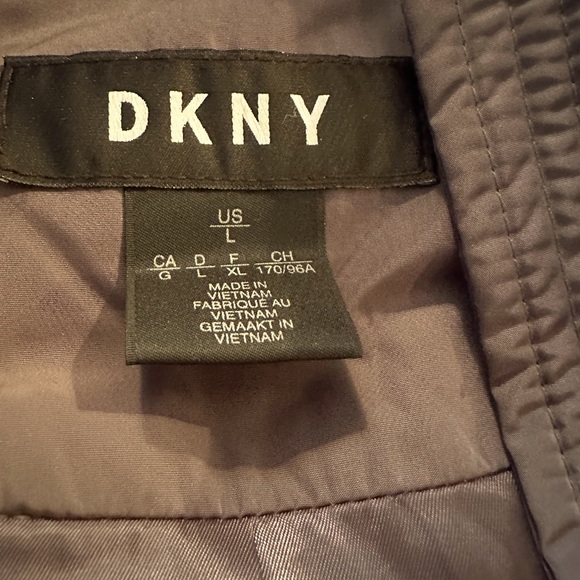 DKNY
US
L
CA D F CH
G L XL 170/96A
MADE IN
VIETNAM
FABRIQUE AU
VIETNAM
GEMAAKT IN
VIETNAM